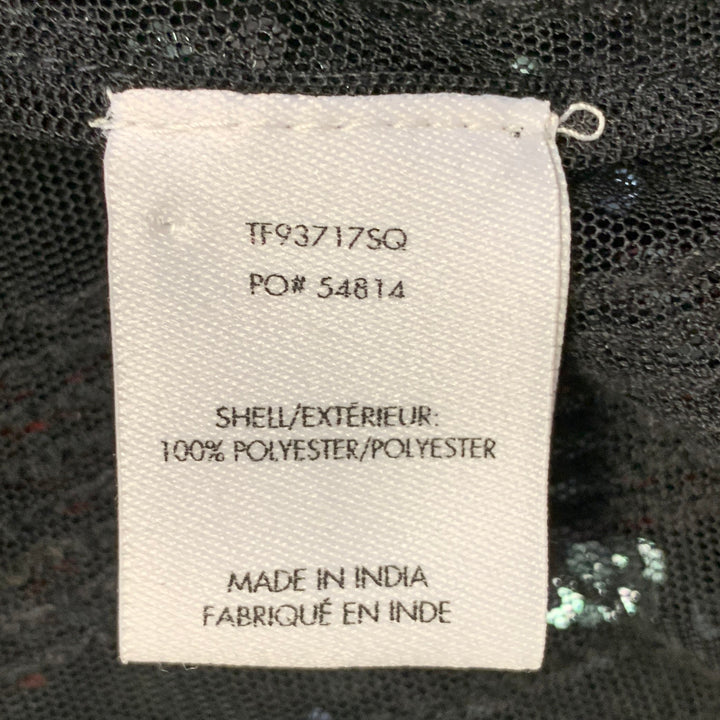 TF93717SQ
PO# 54814
SHELL/EXTÉRIEUR:
100% POLYESTER/POLYESTER
MADE IN INDIA
FABRIQUÉ EN INDE